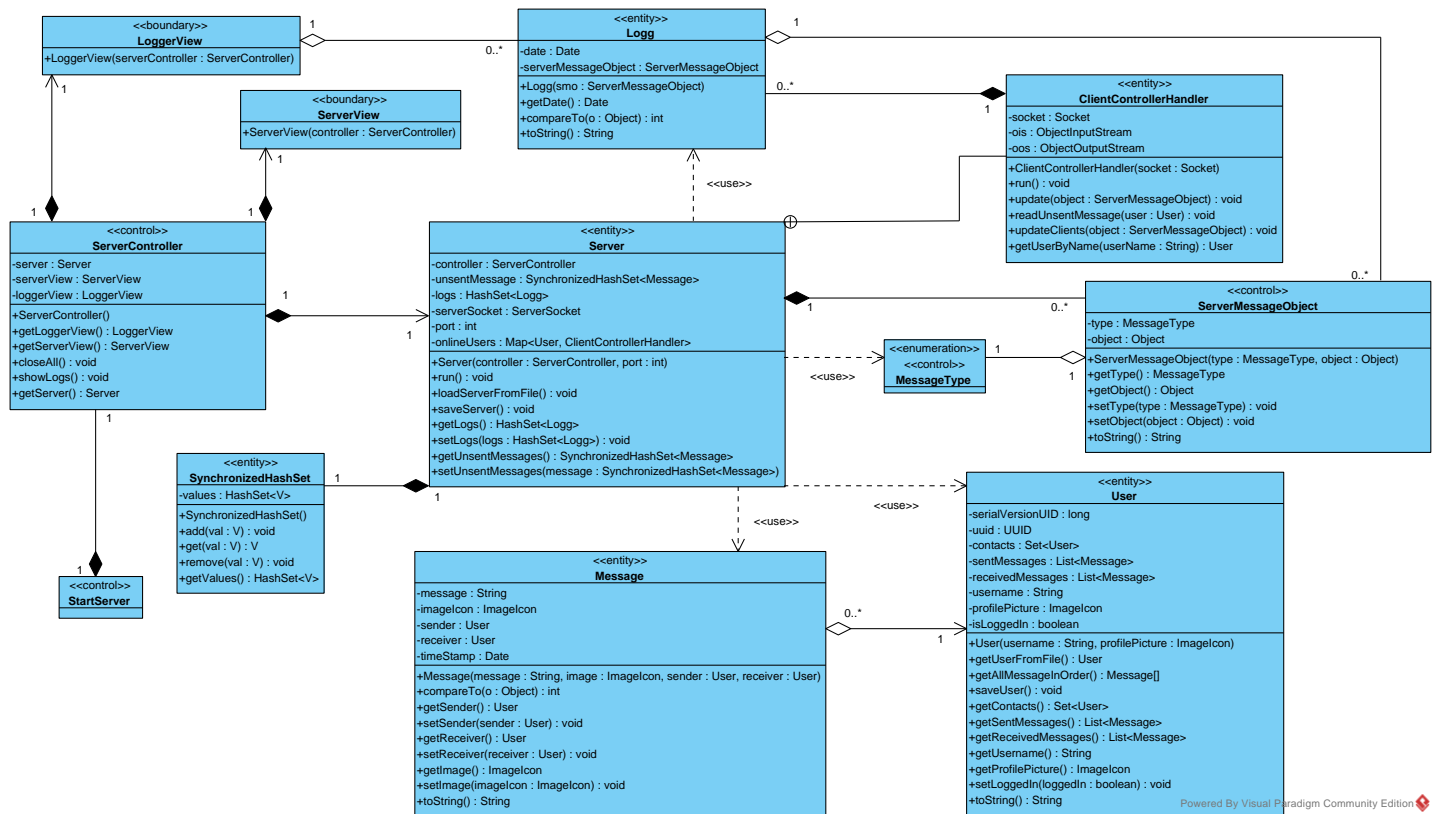 <<boundary>>
LoggerView
+LoggerView(serverController : ServerController)
1
0..*
1
<<entity>>
Logg
-date : Date
-serverMessageObject : ServerMessageObject
+Logg(smo : ServerMessageObject)
+getDate() : Date
+compareTo(o : Object) : int
+toString() : String
1
0..*
0..*
1
<<entity>>
ClientControllerHandler
-socket : Socket
-ois : ObjectInputStream
-oos : ObjectOutputStream
+ClientControllerHandler(socket : Socket)
+run() : void
+update(object : ServerMessageObject) : void
+readUnsentMessage(user : User) : void
+updateClients(object : ServerMessageObject) : void
+getUserByName(userName : String) : User
<<boundary>>
ServerView
+ServerView(controller : ServerController)
1
1
1
<<use>>
<<control>>
ServerController
-server : Server
-serverView : ServerView
-loggerView : LoggerView
+ServerController()
+getLoggerView() : LoggerView
+getServerView() : ServerView
+closeAll() : void
+showLogs() : void
+getServer() : Server
1
1
<<entity>>
Server
-controller : ServerController
-unsentMessage : SynchronizedHashSet<Message>
-logs : HashSet<Logg>
-serverSocket : ServerSocket
-port : int
-onlineUsers : Map<User, ClientControllerHandler>
+Server(controller : ServerController, port : int)
+run() : void
+loadServerFromFile() : void
+saveServer() : void
+getLogs() : HashSet<Logg>
+setLogs(logs : HashSet<Logg>) : void
+getUnsentMessages() : SynchronizedHashSet<Message>
+setUnsentMessages(message : SynchronizedHashSet<Message>)
1
0..*
<<control>>
ServerMessageObject
-type : MessageType
-object : Object
+ServerMessageObject(type : MessageType, object : Object)
+getType() : MessageType
+getObject() : Object
+setType(type : MessageType) : void
+setObject(object : Object) : void
+toString() : String
<<use>>
<<enumeration>>
<<control>>
MessageType
1
1
1
<<entity>>
SynchronizedHashSet
-values : HashSet<V>
+SynchronizedHashSet()
+add(val : V) : void
+get(val : V) : V
+remove(val : V) : void
+getValues() : HashSet<V>
1
1
<<use>>
<<use>>
1
<<control>>
StartServer
<<entity>>
Message
-message : String
-imageIcon : ImageIcon
-sender : User
-receiver : User
-timeStamp : Date
+Message(message : String, image : ImageIcon, sender : User, receiver : User)
+compareTo(o : Object) : int
+getSender() : User
+setSender(sender : User) : void
+getReceiver() : User
+setReceiver(receiver : User) : void
+getImage() : ImageIcon
+setImage(imageIcon : ImageIcon) : void
+toString() : String
0..*
1
<<entity>>
User
-serialVersionUID : long
-uuid : UUID
-contacts : Set<User>
-sentMessages : List<Message>
-receivedMessages : List<Message>
-username : String
-profilePicture : ImageIcon
-isLoggedIn : boolean
+User(username : String, profilePicture : ImageIcon)
+getUserFromFile() : User
+getAllMessageInOrder() : Message[]
+saveUser() : void
+getContacts() : Set<User>
+getSentMessages() : List<Message>
+getReceivedMessages() : List<Message>
+getUsername() : String
+getProfilePicture() : ImageIcon
+setLoggedIn(loggedIn : boolean) : void
+toString() : String
Powered By Visual Paradigm Community Edition